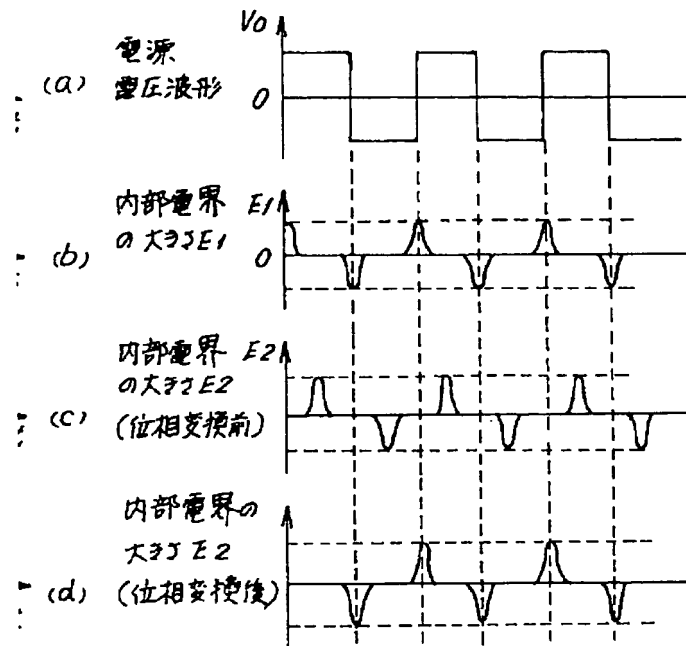 Vo
電源
(a) 電圧波形 0
内部電界 E1
の大きさE1
(b) 0
内部電界 E2
の大きさE2
(c) (位相変換前)
内部電界の
大きさE2
(d) (位相変換後)